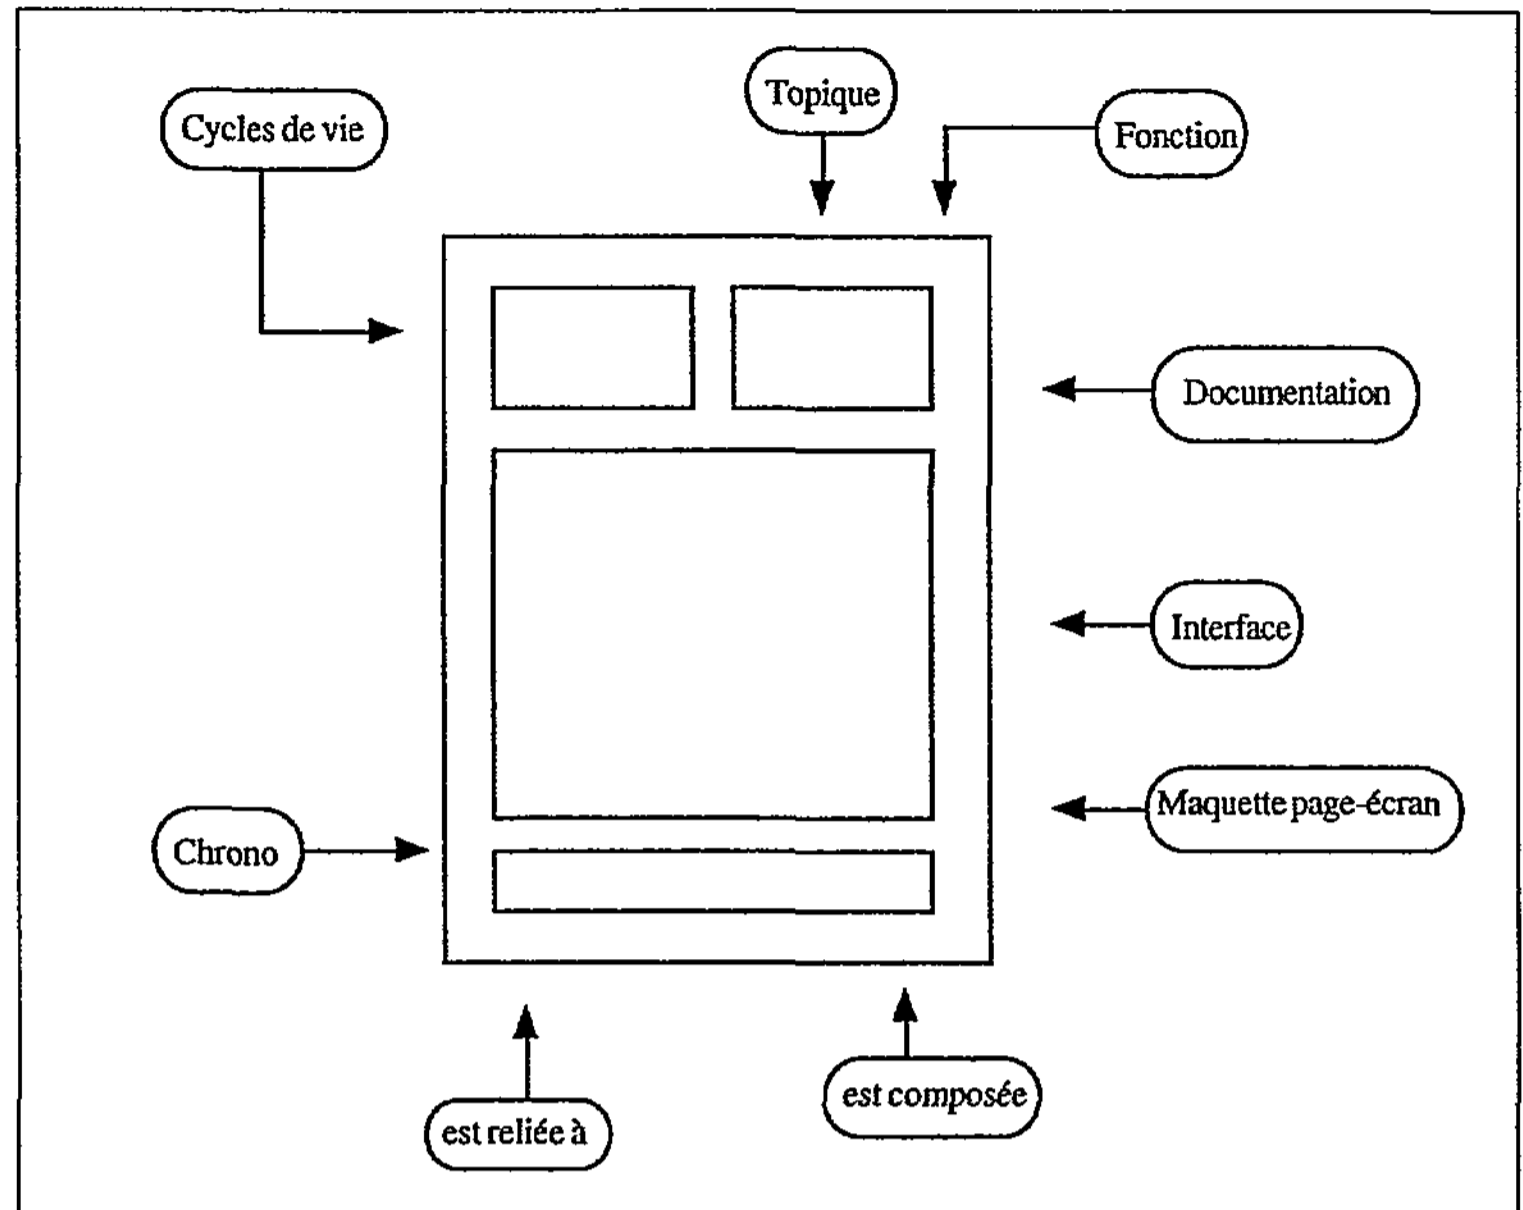 Topique
Cycles de vie
Fonction
Documentation
Interface
Maquette page-écran
Chrono
est composée
est reliée à